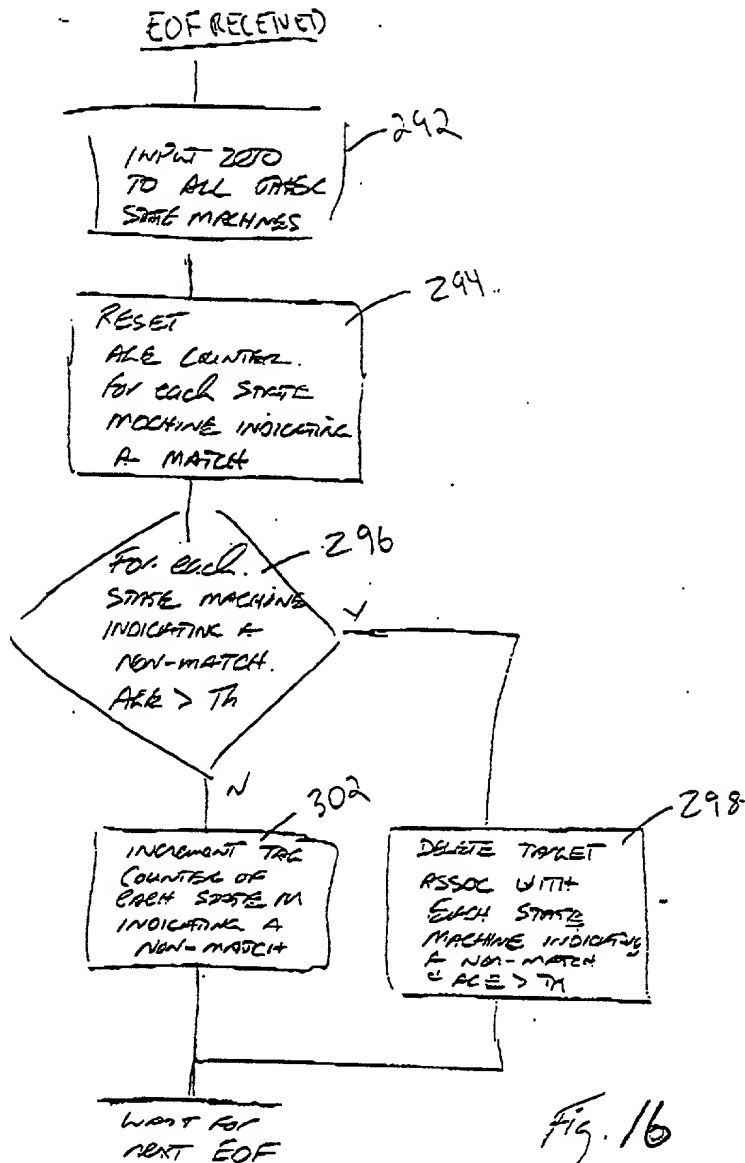 EOF RECEIVED
292
INPUT ZERO
TO ALL OTHER
STATE MACHINES
294
RESET
AGE COUNTER.
for each STATE
MACHINE INDICATING
A MATCH
296
For each.
STATE MACHINE
INDICATING A
NON-MATCH.
AGE > Th
Y
N
302
INCREMENT
COUNTER OF
EACH STATE M
INDICATING A
NON-MATCH
298
DELETE TARGET
ASSOC WITH
EACH STATE
MACHINE INDICATING
A NON-MATCH
AGE > Th
WAIT FOR
NEXT EOF
Fig. 16